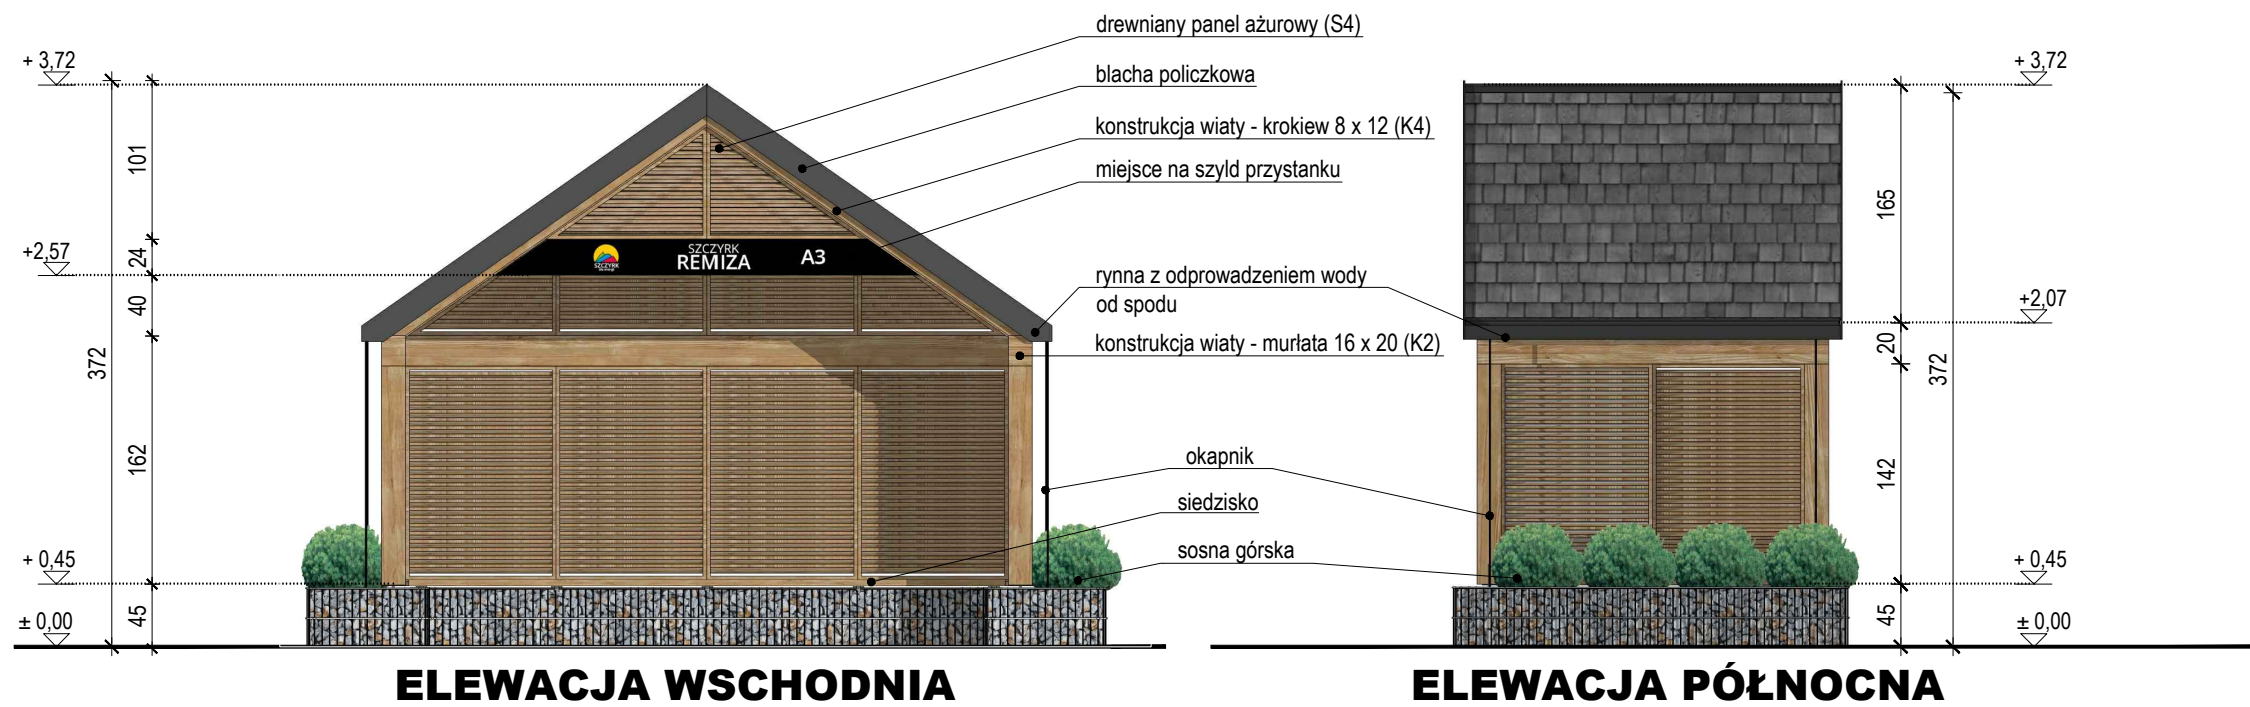 drewniany panel ażurowy (S4)
+ 3,72
+ 3,72
blacha policzkowa
konstrukcja wiaty - krokiew 8 x 12 (K4)
101
miejsce na szyld przystanku
165
+2,57
24
SZCZYRK
REMIZA
A3
SZCZYRK
rynna z odprowadzeniem wody
od spodu
40
+2,07
konstrukcja wiaty - murłata 16 x 20 (K2)
20
372
372
162
okapnik
142
siedzisko
sosna górska
+ 0,45
+ 0,45
45
45
± 0,00
± 0,00
ELEWACJA WSCHODNIA
ELEWACJA PÓŁNOCNA